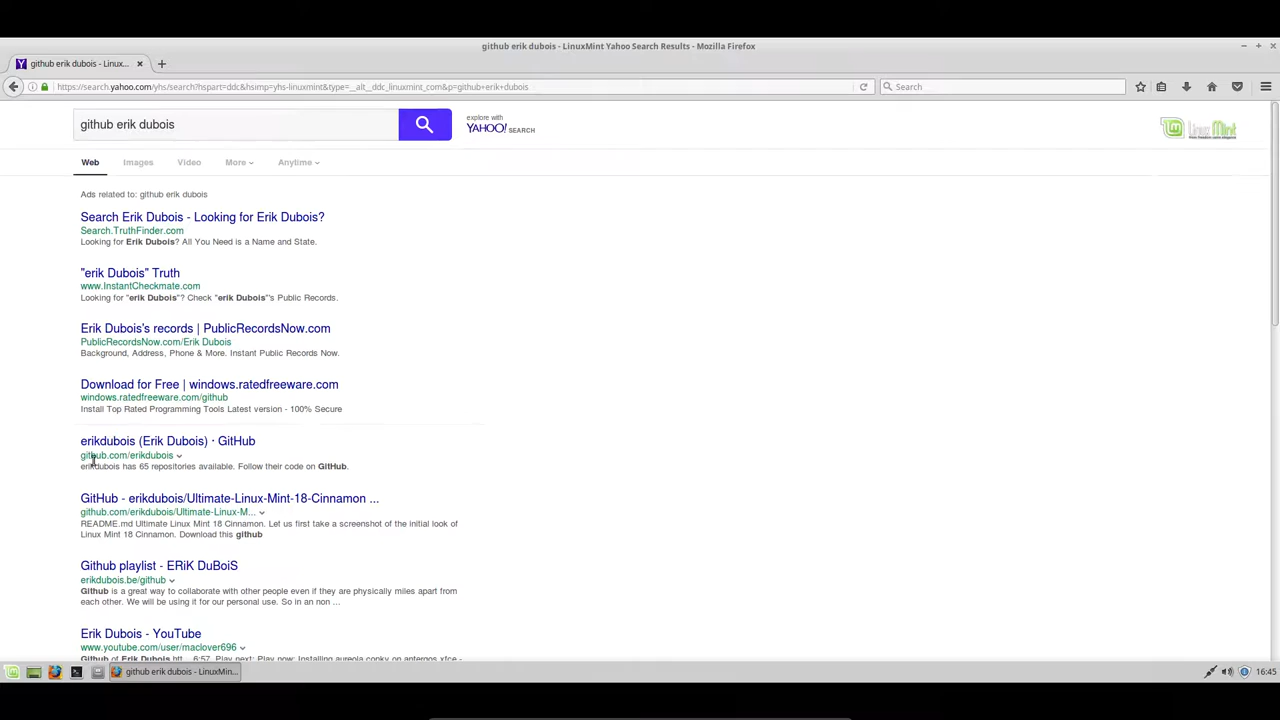 github erik dubois - LinuxMint Yahoo Search Results - Mozilla Firefox
github erik dubois - Linux...
https://search.yahoo.com/yhs/search?hspart=ddc&hsimp=yhs-linuxmint&type=__alt__ddc_linuxmint_com&p=github+erik+dubois
Search
github erik dubois
explore with
YAHOO! SEARCH
Linux Mint
from freedom came elegance
Web Images Video More Anytime
Ads related to: github erik dubois
Search Erik Dubois - Looking for Erik Dubois?
Search.TruthFinder.com
Looking for Erik Dubois? All You Need is a Name and State.
"erik Dubois" Truth
www.InstantCheckmate.com
Looking for "erik Dubois"? Check "erik Dubois"'s Public Records.
Erik Dubois's records | PublicRecordsNow.com
PublicRecordsNow.com/Erik Dubois
Background, Address, Phone & More. Instant Public Records Now.
Download for Free | windows.ratedfreeware.com
windows.ratedfreeware.com/github
Install Top Rated Programming Tools Latest version - 100% Secure
erikdubois (Erik Dubois) · GitHub
github.com/erikdubois
erikdubois has 65 repositories available. Follow their code on GitHub.
GitHub - erikdubois/Ultimate-Linux-Mint-18-Cinnamon ...
github.com/erikdubois/Ultimate-Linux-M...
README.md Ultimate Linux Mint 18 Cinnamon. Let us first take a screenshot of the initial look of
Linux Mint 18 Cinnamon. Download this github
Github playlist - ERiK DuBoiS
erikdubois.be/github
Github is a great way to collaborate with other people even if they are physically miles apart from
each other. We will be using it for our personal use. So in an non ...
Erik Dubois - YouTube
www.youtube.com/user/maclover696
Github of Erik Dubois htt... 6:57. Play next; Play now; Installing aureola conky on antergos xfce -
github erik dubois - LinuxMin...
16:45